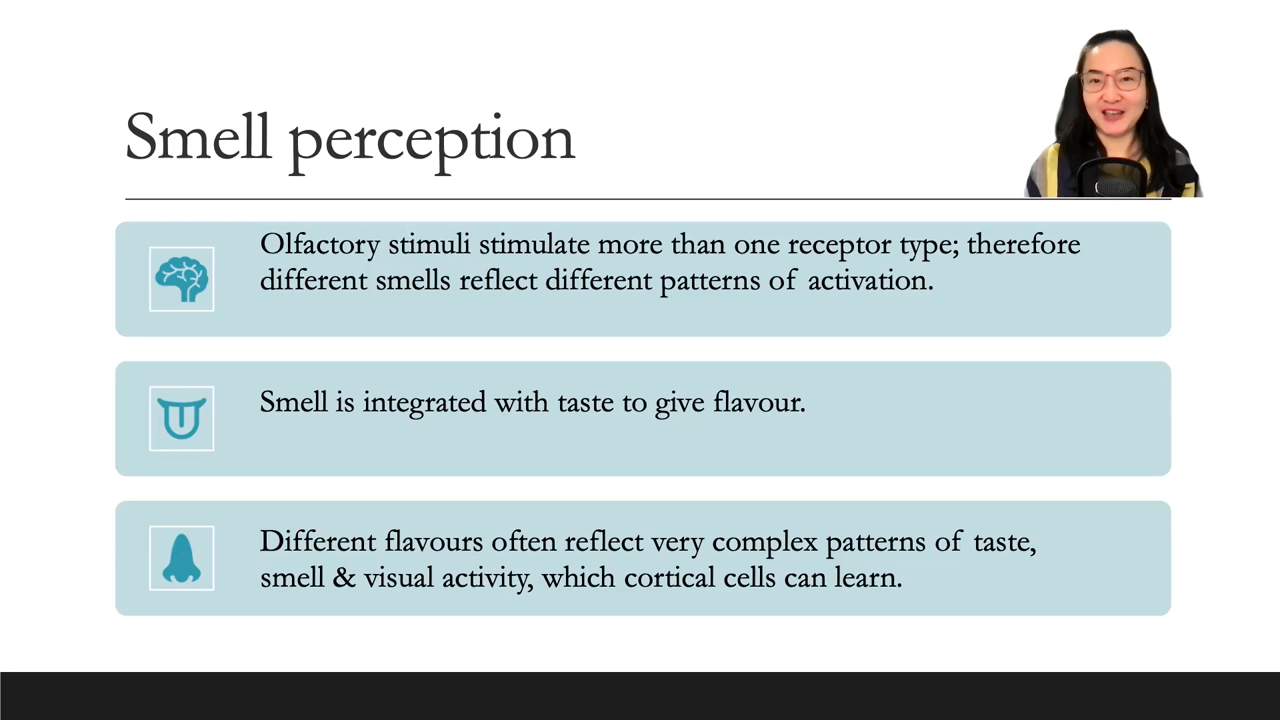 Smell perception
Olfactory stimuli stimulate more than one receptor type; therefore
different smells reflect different patterns of activation.
Smell is integrated with taste to give flavour.
Different flavours often reflect very complex patterns of taste,
smell & visual activity, which cortical cells can learn.